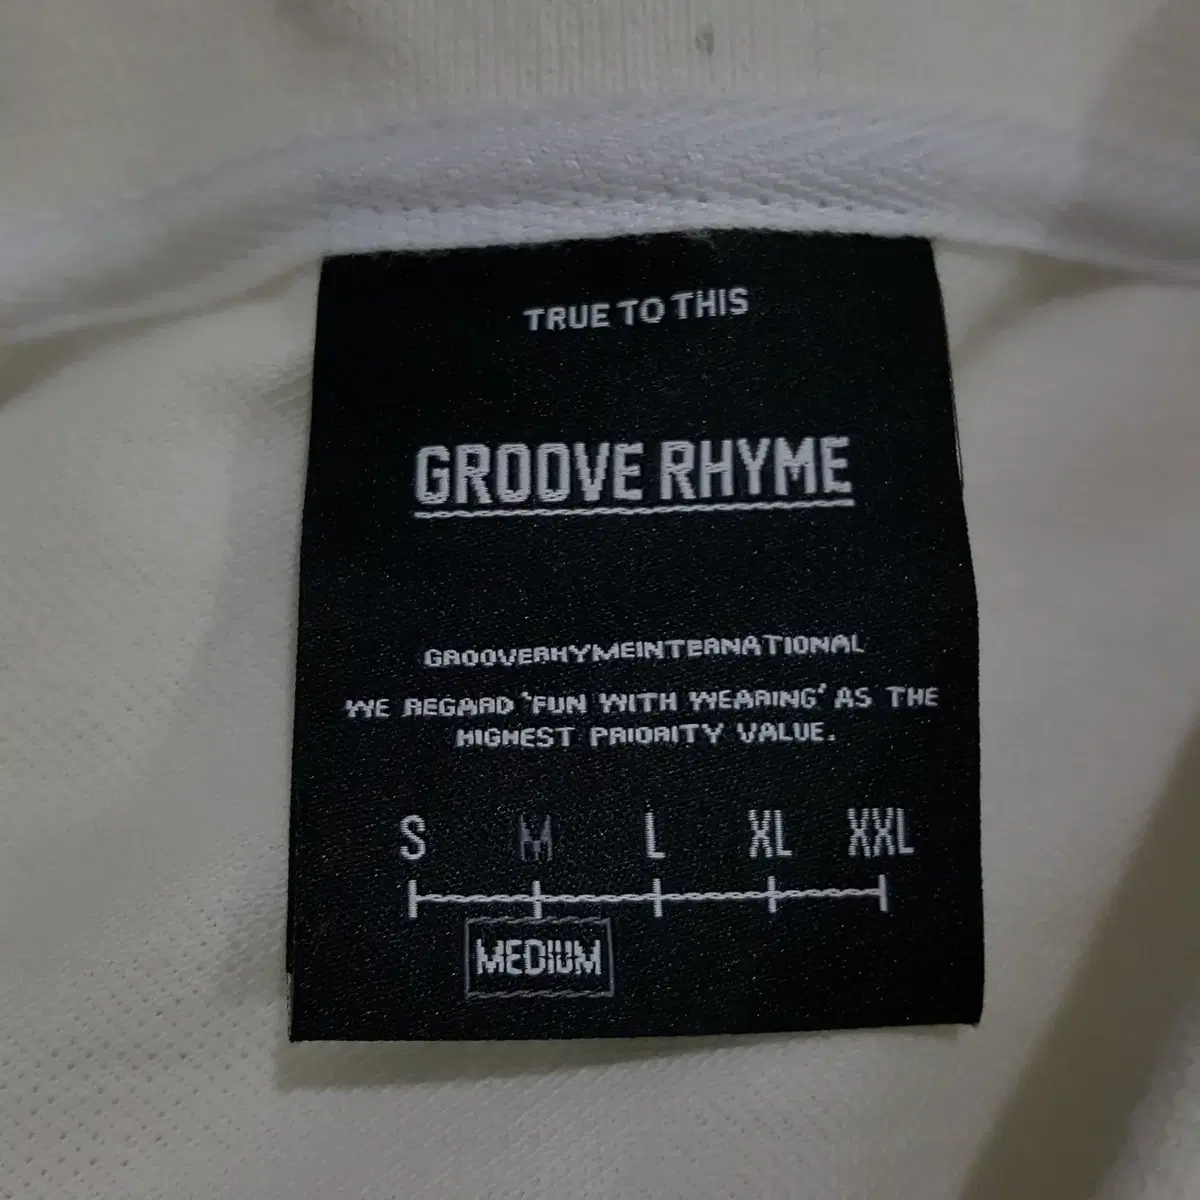 TRUE TO THIS
GROOVE RHYME
GROOVERHYMEINTERNATIONAL
WE REGARD 'FUN WITH WEARING' AS THE
HIGHEST PRIORITY VALUE.
S M L XL XXL
MEDIUM